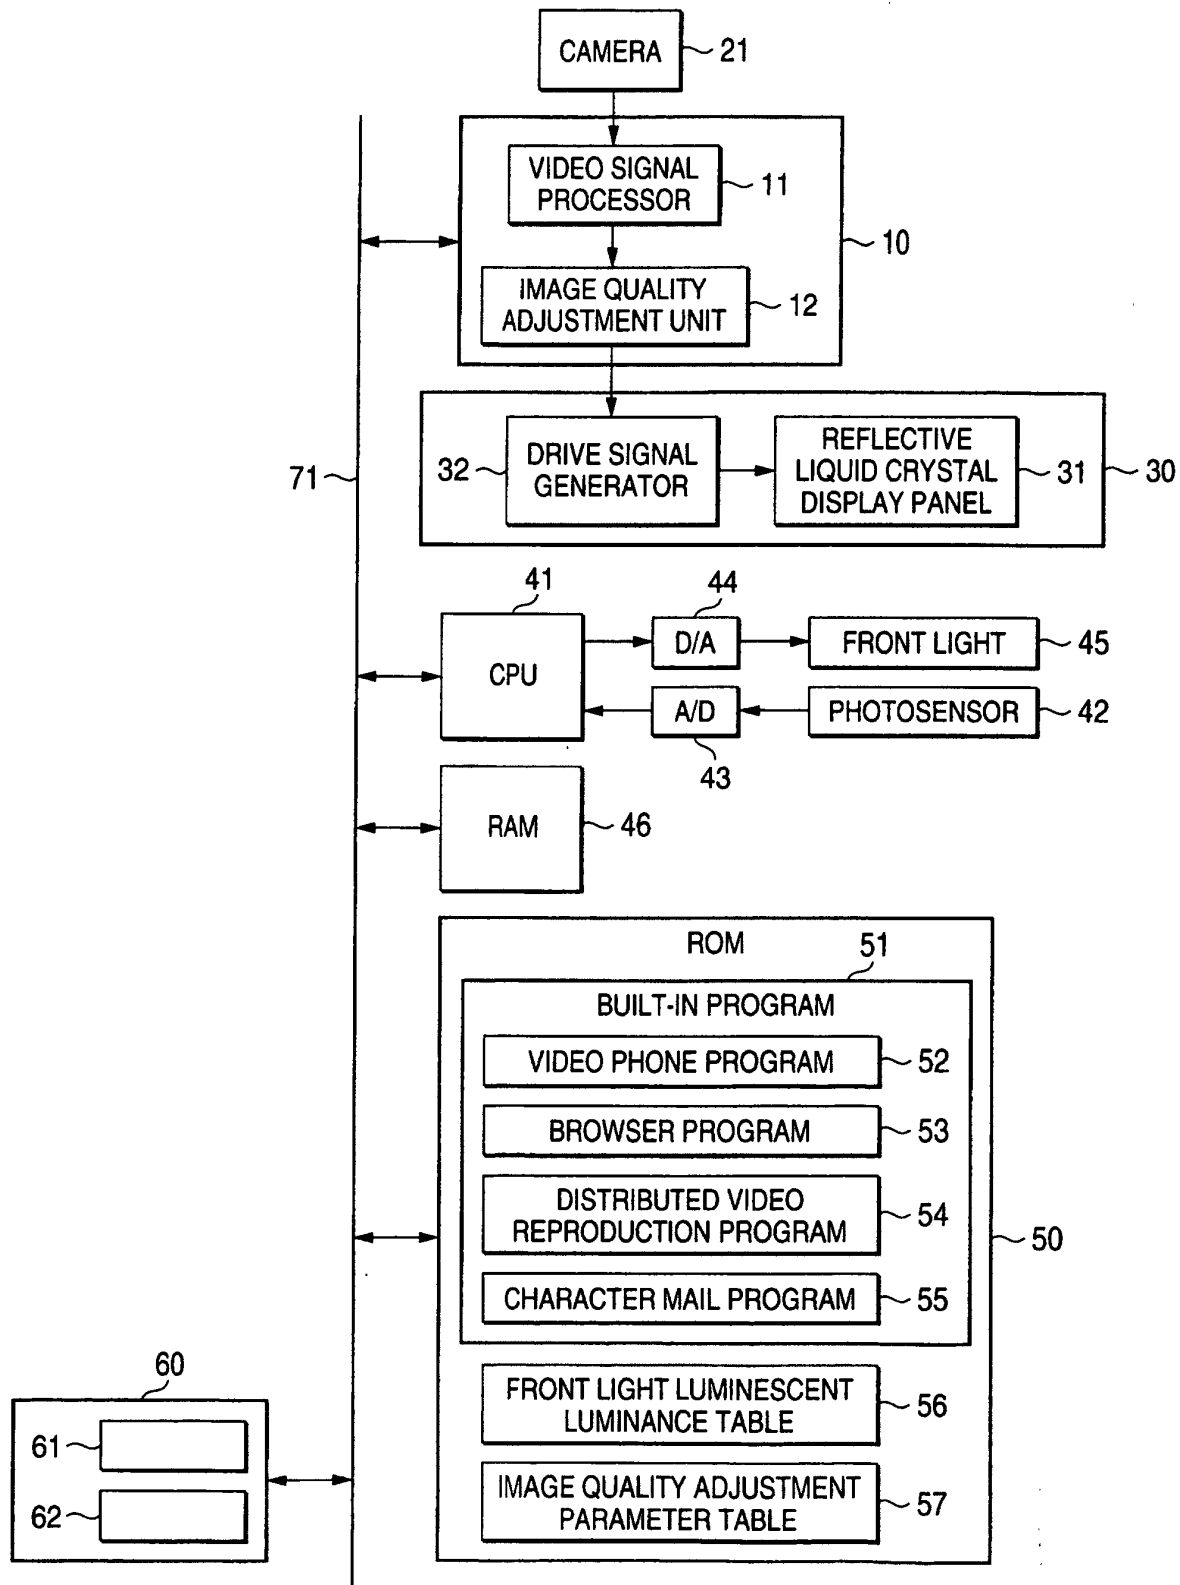 CAMERA
21
VIDEO SIGNAL
PROCESSOR
11
10
IMAGE QUALITY
ADJUSTMENT UNIT
12
71
32
DRIVE SIGNAL
GENERATOR
REFLECTIVE
LIQUID CRYSTAL
DISPLAY PANEL
31
30
41
44
CPU
D/A
FRONT LIGHT
45
A/D
PHOTOSENSOR
42
43
RAM
46
ROM
51
BUILT-IN PROGRAM
VIDEO PHONE PROGRAM
52
BROWSER PROGRAM
53
DISTRIBUTED VIDEO
REPRODUCTION PROGRAM
54
50
CHARACTER MAIL PROGRAM
55
60
FRONT LIGHT LUMINESCENT
LUMINANCE TABLE
56
61
62
IMAGE QUALITY ADJUSTMENT
PARAMETER TABLE
57